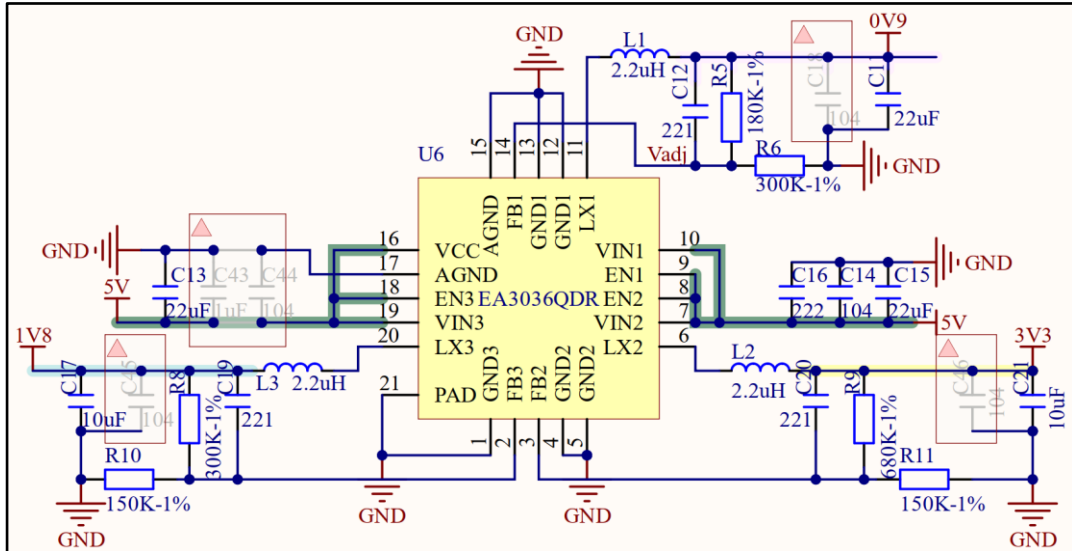 GND
L1
2.2uH
0V9
C12
221
R5
180K-1%
C18
104
C11
22uF
Vadj
R6
300K-1%
GND
U6
15
14
13
12
11
AGND
FB1
GND1
GND1
LX1
GND
C13
22uF
C43
1uF
C44
104
5V
16
17
18
19
20
21
VCC
AGND
EN3
VIN3
LX3
PAD
EA3036QDR
VIN1
EN1
EN2
VIN2
LX2
10
9
8
7
6
C16
222
C14
104
C15
22uF
GND
5V
1V8
C17
10uF
C45
104
R8
300K-1%
C19
221
L3
2.2uH
R10
150K-1%
GND
GND3
FB3
FB2
GND2
GND2
1
2
3
4
5
GND
GND
L2
2.2uH
C20
221
R9
680K-1%
C46
104
3V3
C21
10uF
R11
150K-1%
GND